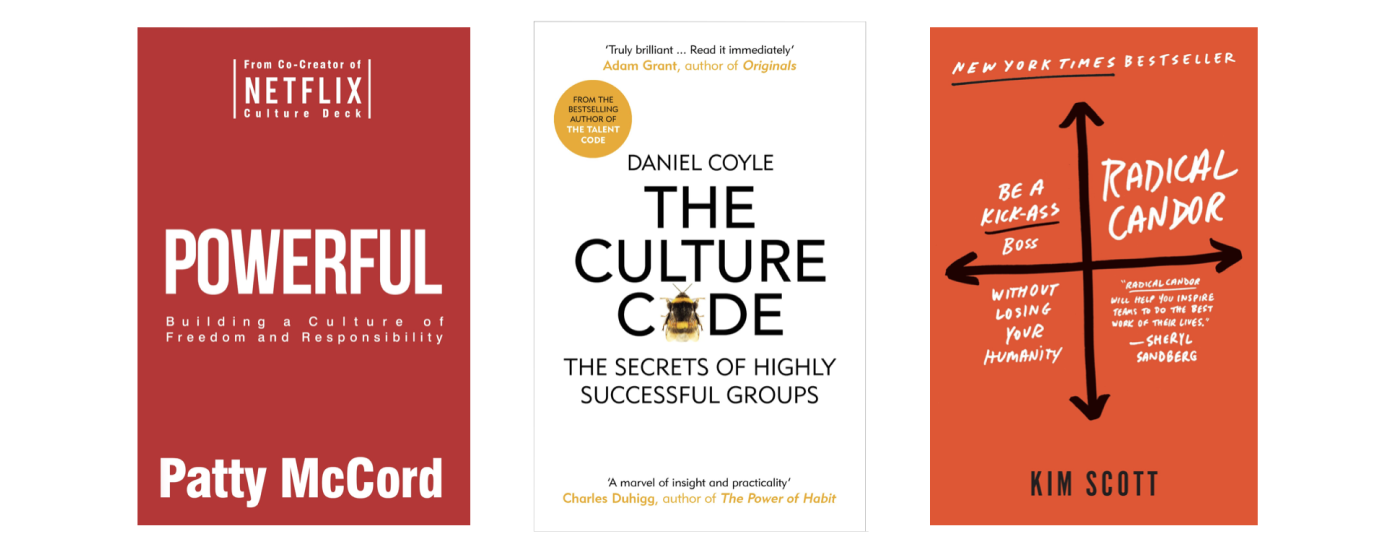 From Co-Creator of
NETFLIX
Culture Deck
POWERFUL
Building a Culture of
Freedom and Responsibility
Patty McCord
‘Truly brilliant ... Read it immediately’
Adam Grant, author of Originals
FROM THE
BESTSELLING
AUTHOR OF
THE TALENT
CODE
DANIEL COYLE
THE
CULTURE
CODE
THE SECRETS OF HIGHLY
SUCCESSFUL GROUPS
‘A marvel of insight and practicality’
Charles Duhigg, author of The Power of Habit
NEW YORK TIMES BESTSELLER
RADICAL
CANDOR
BE A
KICK-ASS
BOSS
WITHOUT
LOSING
YOUR
HUMANITY
"RADICAL CANDOR
WILL HELP YOU INSPIRE
TEAMS TO DO THE BEST
WORK OF THEIR LIVES."
—SHERYL
SANDBERG
KIM SCOTT